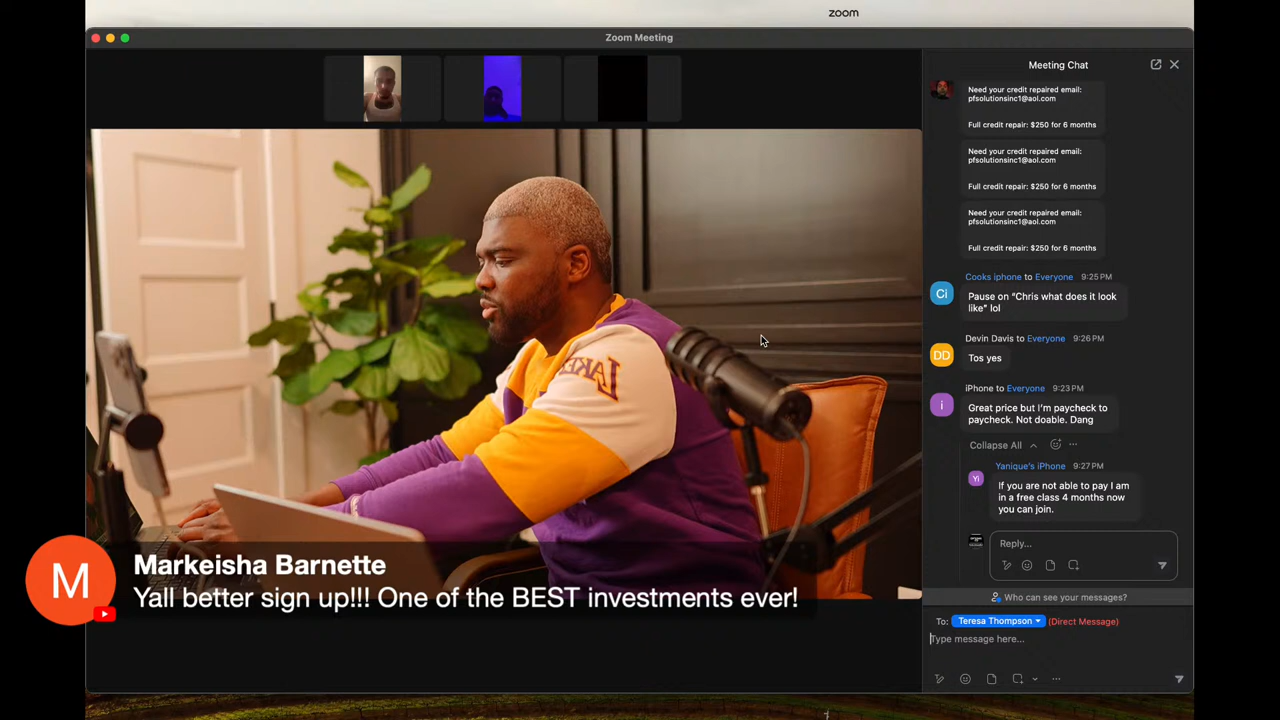 zoom
Zoom Meeting
Meeting Chat
Need your credit repaired email:
pfsolutionsinc1@aol.com
Full credit repair: $250 for 6 months
Need your credit repaired email:
pfsolutionsinc1@aol.com
Full credit repair: $250 for 6 months
Need your credit repaired email:
pfsolutionsinc1@aol.com
Full credit repair: $250 for 6 months
Cooks iphone to Everyone 9:25 PM
Ci
Pause on “Chris what does it look
like” lol
Devin Davis to Everyone 9:26 PM
DD
Tos yes
iPhone to Everyone 9:23 PM
i
Great price but I’m paycheck to
paycheck. Not doable. Dang
Collapse All
Yanique's iPhone 9:27 PM
Yi
If you are not able to pay I am
in a free class 4 months now
you can join.
Reply...
Who can see your messages?
To: Teresa Thompson (Direct Message)
Type message here...
LAKERS
M
Markeisha Barnette
Yall better sign up!!! One of the BEST investments ever!